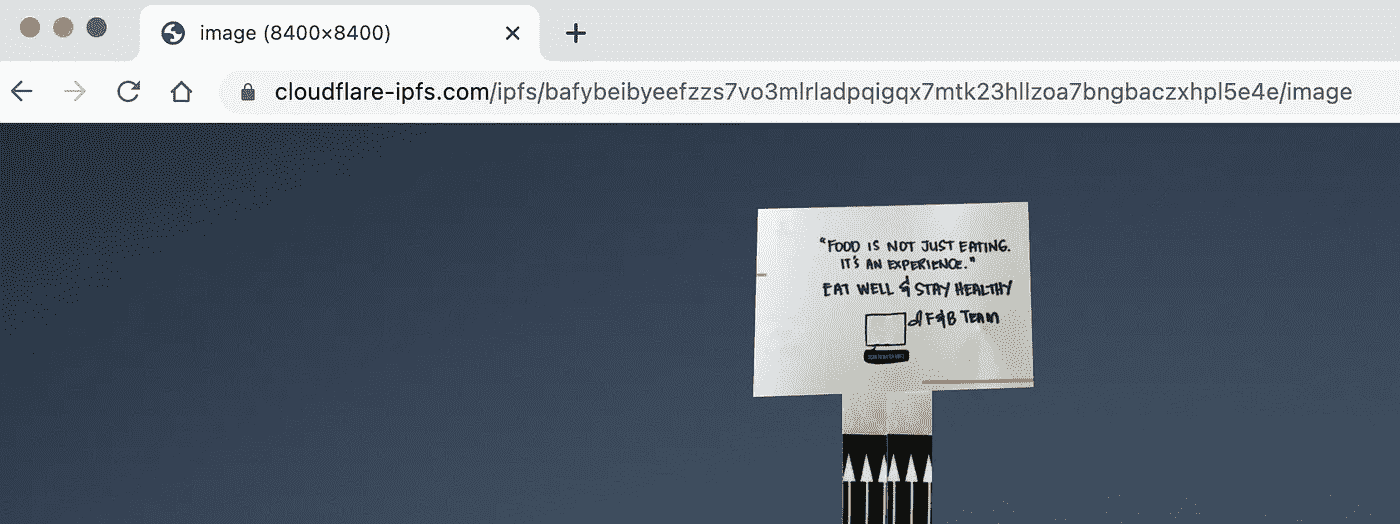 image (8400×8400)
cloudflare-ipfs.com/ipfs/bafybeibyeefzzs7vo3mlrladpqigqx7mtk23hllzoa7bngbaczxhpl5e4e/image
"FOOD IS NOT JUST EATING.
IT'S AN EXPERIENCE."
EAT WELL & STAY HEALTHY
F&B TEAM